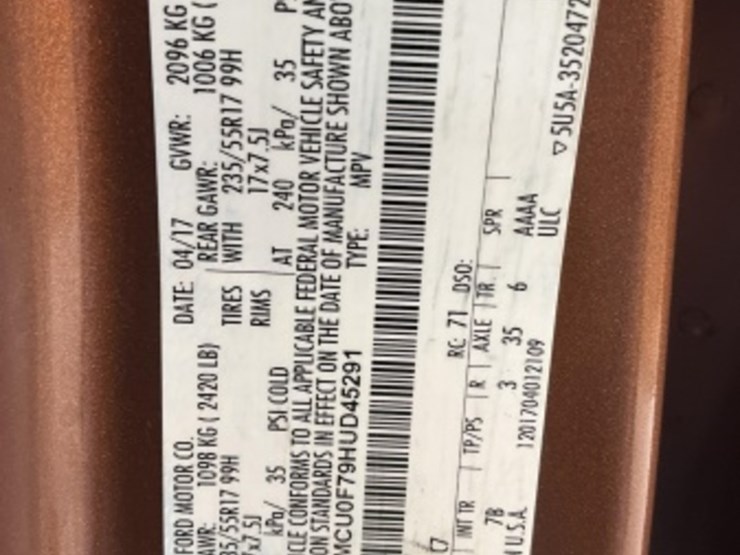 FORD MOTOR CO. DATE: 04/17 GVWR: 2096 KG
AWR: 1098 KG ( 2420 LB) REAR GAWR: 1006 KG (
35/55R17 99H TIRES WITH 235/55R17 99H
7x7.5J RIMS 17x7.5J
kPa/ 35 PSI COLD AT 240 kPa/ 35 P
CLE CONFORMS TO ALL APPLICABLE FEDERAL MOTOR VEHICLE SAFETY AN
ON STANDARDS IN EFFECT ON THE DATE OF MANUFACTURE SHOWN ABO
MCU0F79HUD45291 TYPE: MPV
RC: 71 DSO:
INT TR TP/PS R AXLE TR SPR
7B 3 35 6 AAAA
U.S.A. 1201704012109 ULC
▽5U5A-3520472